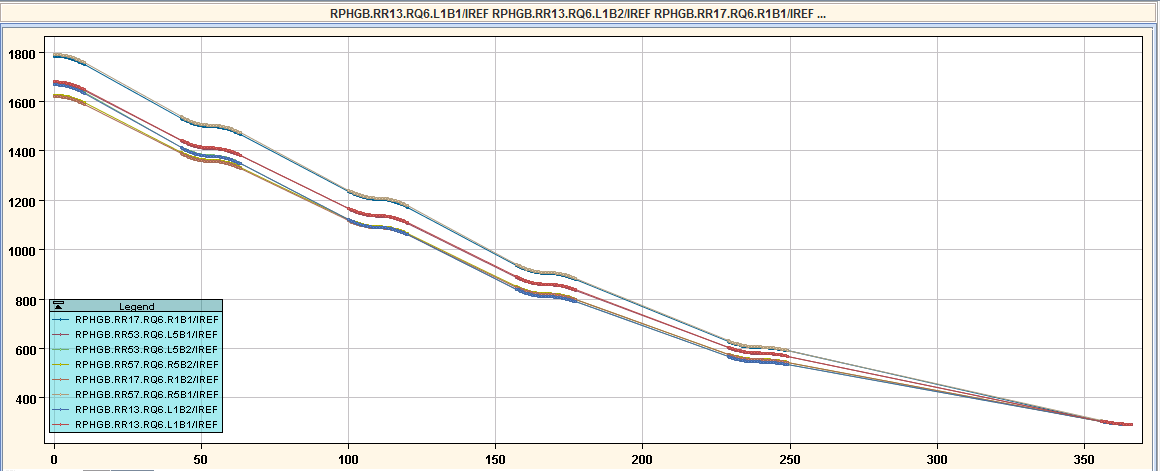 RPHGB.RR13.RQ6.L1B1/IREF RPHGB.RR13.RQ6.L1B2/IREF RPHGB.RR17.RQ6.R1B1/IREF ...
1800
1600
1400
1200
1000
800
600
400
Legend
RPHGB.RR17.RQ6.R1B1/IREF
RPHGB.RR53.RQ6.L5B1/IREF
RPHGB.RR53.RQ6.L5B2/IREF
RPHGB.RR57.RQ6.R5B2/IREF
RPHGB.RR17.RQ6.R1B2/IREF
RPHGB.RR57.RQ6.R5B1/IREF
RPHGB.RR13.RQ6.L1B2/IREF
RPHGB.RR13.RQ6.L1B1/IREF
0 50 100 150 200 250 300 350